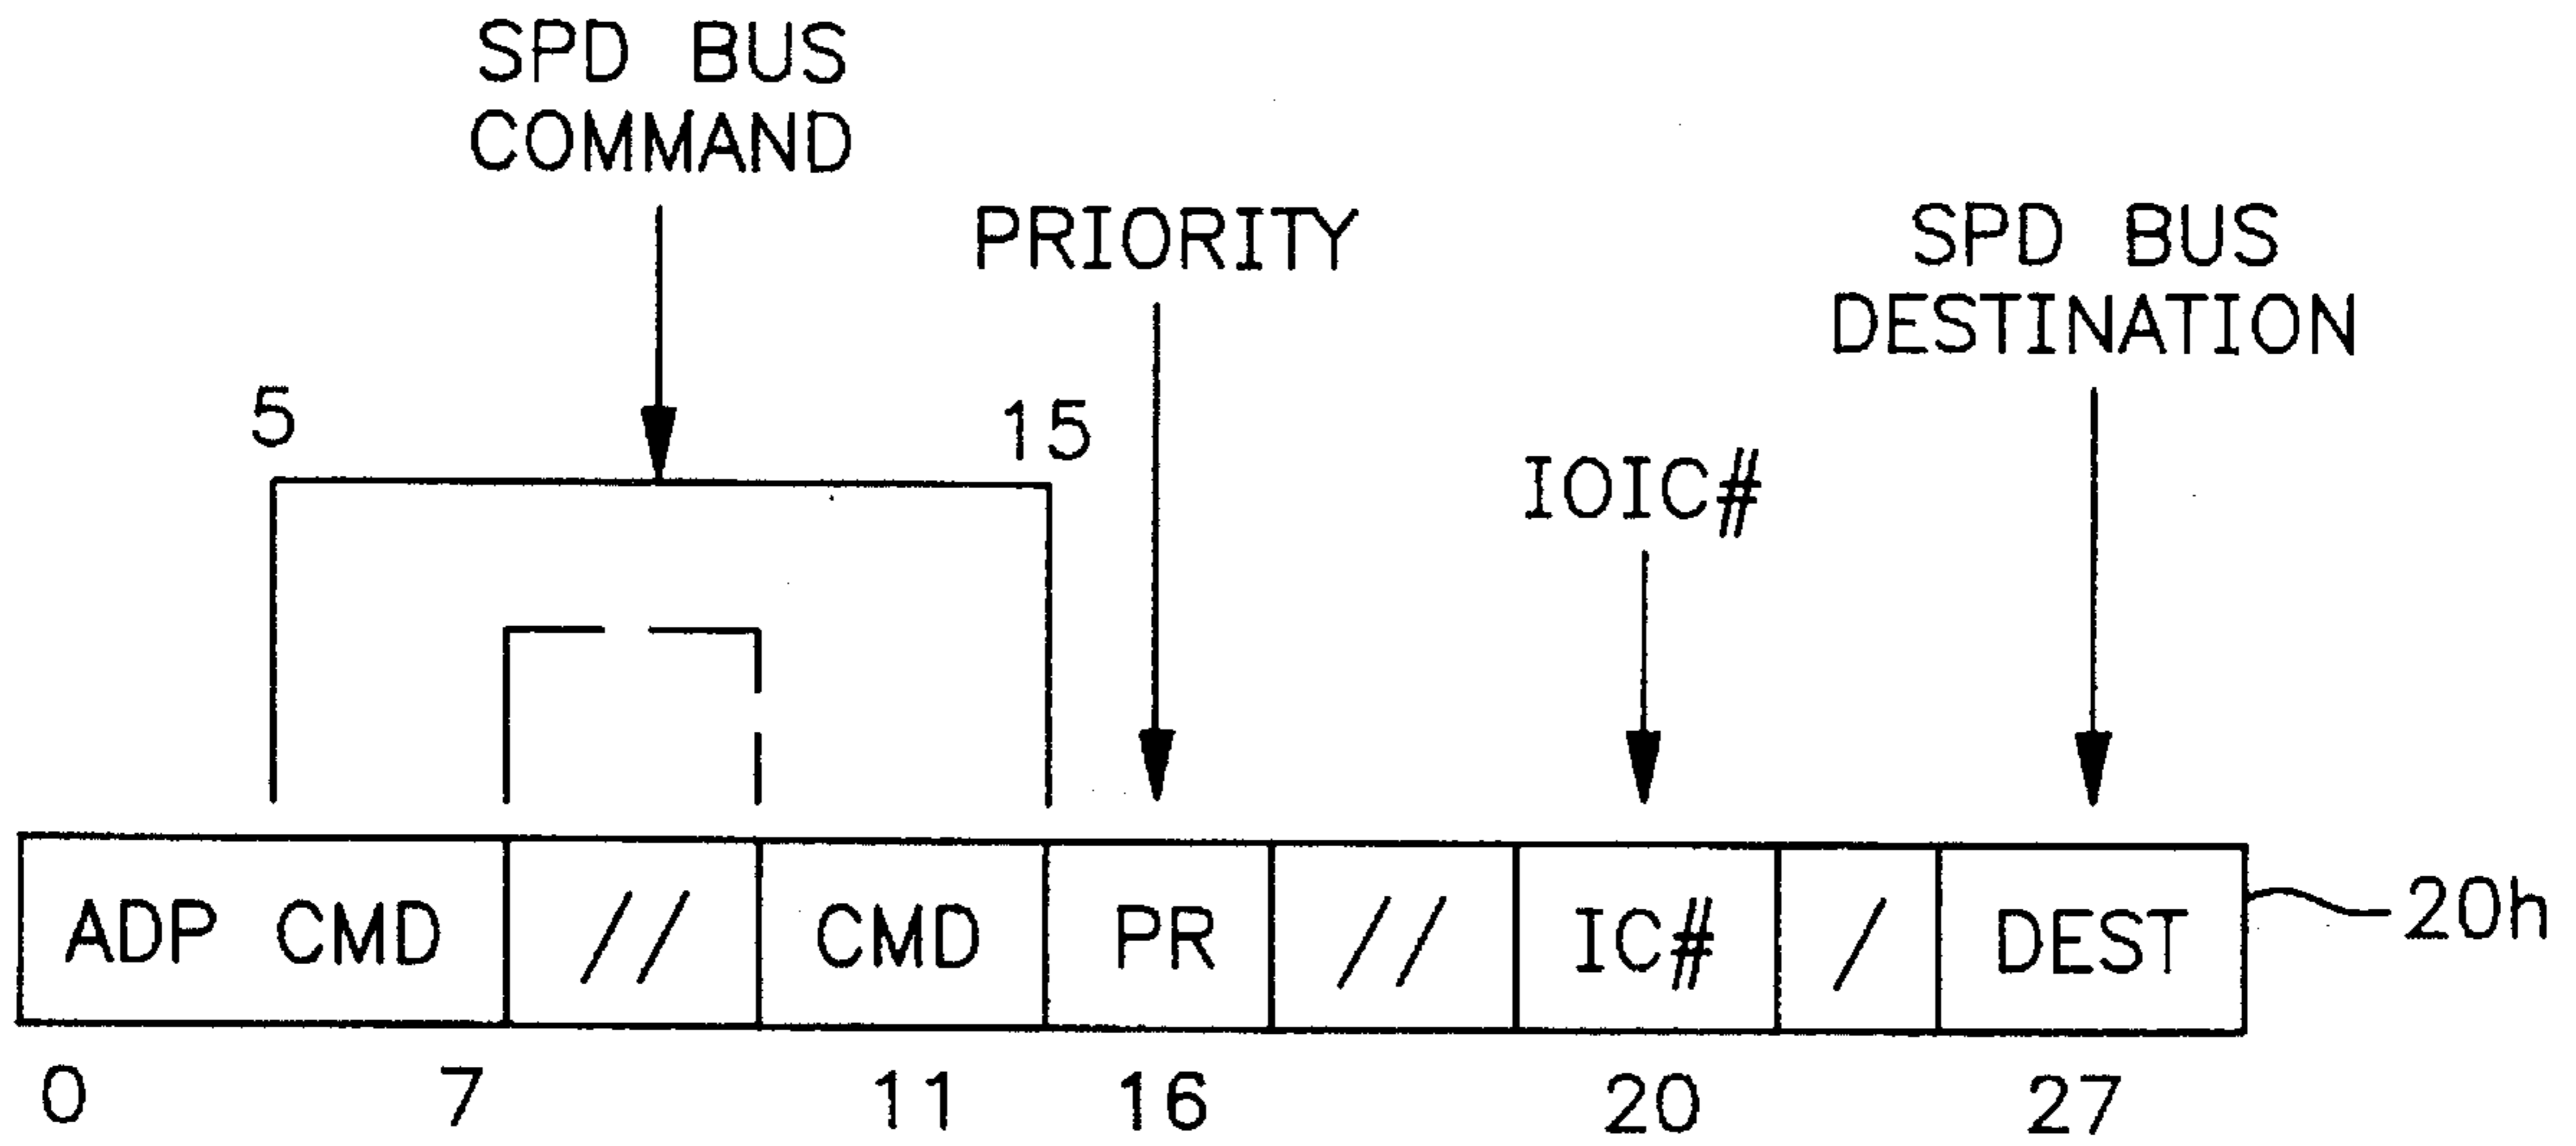 SPD BUS
COMMAND
PRIORITY
SPD BUS
DESTINATION
5
15
IOIC#
ADP CMD
//
CMD
PR
//
IC#
/
DEST
20h
0
7
11
16
20
27